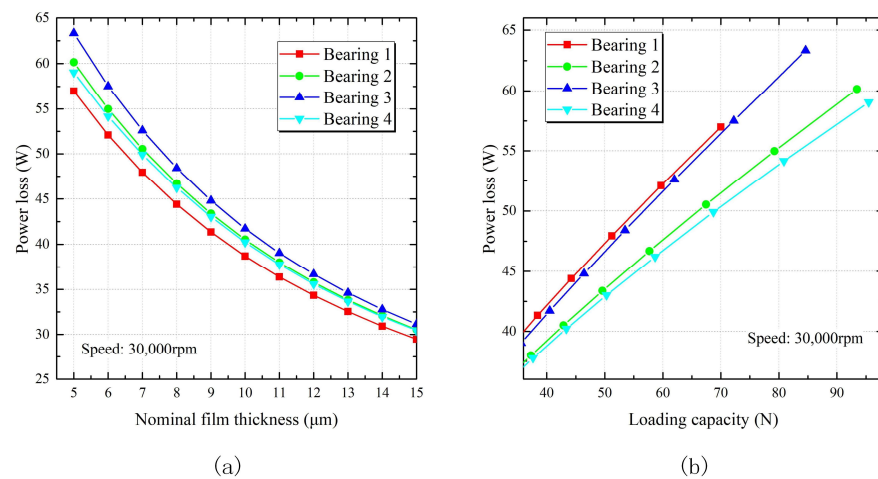 65
60
55
50
45
40
35
30
25
Power loss (W)
Bearing 1
Bearing 2
Bearing 3
Bearing 4
Speed: 30,000rpm
5 6 7 8 9 10 11 12 13 14 15
Nominal film thickness (μm)
(a)
65
60
55
50
45
40
Power loss (W)
Bearing 1
Bearing 2
Bearing 3
Bearing 4
Speed: 30,000rpm
40 50 60 70 80 90
Loading capacity (N)
(b)